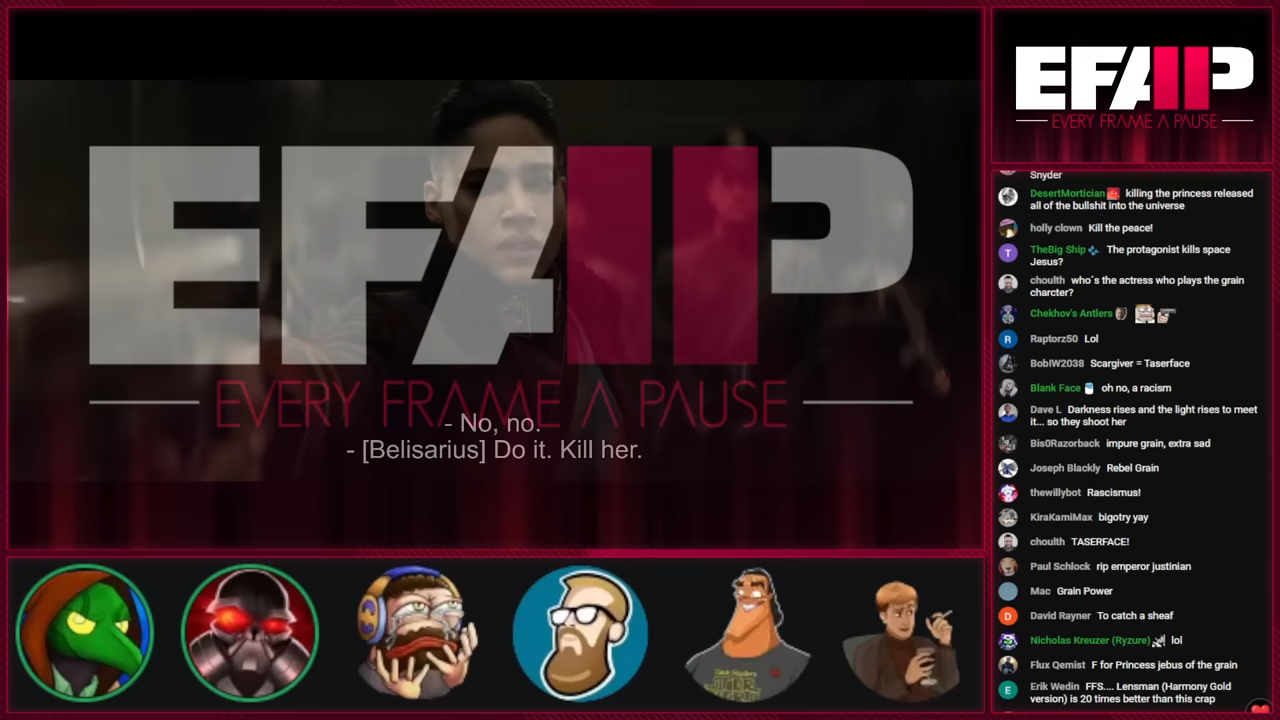 EFAP
EVERY FRAME A PAUSE
- No, no.
- [Belisarius] Do it. Kill her.
EFAP
EVERY FRAME A PAUSE
Snyder
DesertMortician killing the princess released
all of the bullshit into the universe
holly clown Kill the peace!
T
TheBig Ship The protagonist kills space
Jesus?
choulth who´s the actress who plays the grain
charcter?
Chekhov's Antlers
R
Raptorz50 Lol
BobIW2038 Scargiver = Taserface
Blank Face oh no, a racism
Dave L Darkness rises and the light rises to meet
it... so they shoot her
Bis0Razorback impure grain, extra sad
Joseph Blackly Rebel Grain
thewillybot Rascismus!
KiraKamiMax bigotry yay
choulth TASERFACE!
Paul Schlock rip emperor justinian
Mac Grain Power
D
David Rayner To catch a sheaf
Nicholas Kreuzer (Ryzure) lol
Flux Qemist F for Princess jebus of the grain
E
Erik Wedin FFS.... Lensman (Harmony Gold
version) is 20 times better than this crap